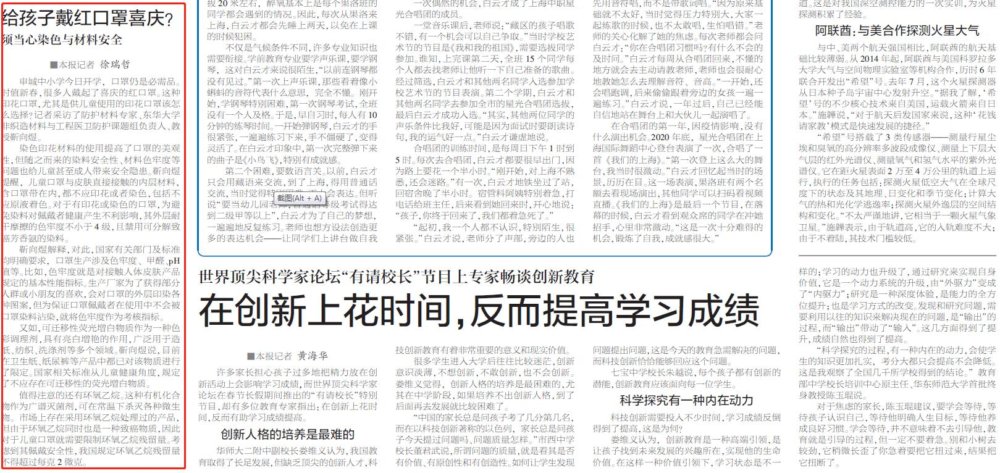 给孩子戴红口罩喜庆?
须当心染色与材料安全
■本报记者 徐瑞哲
申城中小学今日开学，口罩仍是必需品。
时值新春，很多人戴起了喜庆的红口罩。这种
印花口罩，尤其是供儿童使用的印花口罩该怎
么选择?记者采访了防护材料专家、东华大学
非织造材料与工程医卫防护课题组负责人、教
授靳向煜。
染色印花材料的使用提高了口罩的美观
性，但随之而来的染料安全性、材料色牢度等
问题也给儿童甚至成人带来安全隐患。靳向煜
提醒，儿童口罩与皮肤直接接触的内层材料，
含口罩带在内，都不应印花或者染色，包括不
应原液着色。对于有印花或染色的口罩，为避
免染料对佩戴者健康产生不利影响，其外层耐
干摩擦的色牢度不小于 4 级，且禁用可分解致
癌芳香氨的染料。
靳向煜解释，对此，国家有关部门及标准
均明确要求，口罩生产涉及色牢度、甲醛、pH
值等。比如，色牢度就是对接触人体皮肤产品
规定的基本性能指标。生产厂家为了获得部分
人群或小朋友的喜欢，会对口罩的外层印染各
种图案，但为保证口罩佩戴者在使用中不会被
口罩染料沾染，就将色牢度作为考核指标。
又如，可迁移性荧光增白物质作为一种色
彩调理剂，具有亮白增艳的作用，广泛用于造
纸、纺织、洗涤剂等多个领域。靳向煜说，目前
在卫生纸、纸尿裤等产品中都已对该物质进行
了限定。国家相关标准从儿童健康角度，规定
了不应存在可迁移性的荧光增白物质。
值得注意的还有环氧乙烷。这种有机化合
物作为广谱灭菌剂，可在常温下杀灭各种微生
物。市场上存在采用环氧乙烷处理过的产品，
但由于环氧乙烷同时也是一种致癌物质，因此
对于儿童口罩就需要限制环氧乙烷残留量。考
虑到其佩戴安全性，我国规定环氧乙烷残留量
不得超过每克 2 微克。
拔 20 米左右，醉氧基本上是每个果洛班的
同学都会遇到的情况。因此，每次从果洛来
上海，白云才都会先睡上两天，以免在上课
的时候犯困。
不仅是气候条件不同，许多专业知识也
需要衔接。学前教育专业要学声乐课，要学钢
琴，这对白云才来说很陌生，“以前连钢琴都
没有见过。”第一次上声乐课，那些看着像小
蝌蚪的音符代表什么意思，完全不懂。刚开
始，学钢琴特别困难，第一次钢琴考试，全班
没有一个人及格。于是，早自习时，每人有 10
分钟的练琴时间。一开始弹钢琴，白云才的手
很紧张，一遍遍练习下来，手不僵硬了，变得
灵活了。在白云才印象中，第一次完整弹下来
的曲子是《小鸟飞》，特别有成就感。
第二个困难，要数语言关。以前，白云才
只会用藏语来交流，到了上海，得用普通话
交流，当时觉得特 会表达。但听
截图(Alt + A)
说“要当幼儿园 等级考试得达
到二级甲等以上”，白云才为了自己的梦想，
一遍遍地反复练习。老师也想方设法创造更
多的表达机会——让同学们上讲台做自我
一次偶然的机会，白云才成了上海中职星
光合唱团的成员。
一堂音乐课后，老师说：“藏区的孩子唱歌
不错，有一个机会可以自己争取。”当时学校艺
术节的节目是《我和我的祖国》，需要选拔同学
参加。谁知，上完课第二天，全班 15 个同学每
个人都去找老师让他听一下自己准备的歌曲。
经过筛选，白云才和其他两名同学入选参加学
校艺术节的节目表演。第二个学期，白云才和
其他两名同学去参加全市的星光合唱团选拔，
最后白云才成功入选。“其实，其他两位同学的
声乐条件比我好，可能是因为面试时要朗读诗
句，我的运气好一点。”白云才谦虚地说。
合唱团的训练时间，是每周日下午 1 时到
5 时。每次去合唱团，白云才都要很早出门，因
为路上要花一个半小时。“刚开始，对上海不熟
悉，还会迷路。”有一次，白云才地铁坐过了站，
回宿舍晚了半小时。宿管科阿姨特别着急，打
电话给班主任，后来看到她回来时，开心地说：
“孩子，你终于回来了，我们都着急死了。”
“起初，我一个人都不认识，特别陌生，很
紧张。”白云才说，老师分了声部，旁边的人也
先用音符唱，而不是带歌词唱。“因为原来基
础就不太好，当时觉得压力特别大，大家一
起练歌的时候，也不太敢唱，生怕唱错。”老
师的关心化解了她的焦虑。每次老师都会问
白云才：“你在合唱团习惯吗?有什么不会的
及时问。”白云才每周从合唱团回来，不懂的
地方就会去主动请教老师，老师也会很耐心
地教她怎么去理解音符、音高。“一开始，还
会唱跑调，后来偷偷跟着旁边的女孩一遍一
遍练习。”白云才说，一年过后，自己已经能
自信地站在舞台上和大伙儿一起演唱了。
在合唱团的第一年，因疫情影响，没有
什么演出机会。2020 年底，星光合唱团在上
海国际舞蹈中心登台表演了一次，合唱了一
首《我们的上海》。“第一次登上这么大的舞
台，我当时很激动。”白云才回忆起当时的场
景，历历在目。这一场表演，果洛班有两个名
额去看现场演出，其他同学可以扫码看视频
直播。《我们的上海》是最后一个节目，在落
幕的时候，白云才看到观众席的同学在冲她
招手，心里非常激动。“这是一次十分难得的
机会，锻炼了自我，成就感很大。”
道。这是对我国深空测控能力的一次实训，为火星
探测积累了经验。
阿联酋：与美合作探测火星大气
与中、美两个航天强国相比，阿联酋的航天基
础比较薄弱。从 2014 年起，阿联酋与美国科罗拉多
大学大气与空间物理实验室等机构合作，历时 6 年
联合开发出“希望”号。去年 7 月，这个火星探测器
从日本种子岛宇宙中心发射升空。“据我了解，‘希
望’号的不少核心技术来自美国，运载火箭来自日
本。”施韡说，“对于航天后发国家来说，这种‘花钱
请家教’模式是快速发展的捷径。”
“希望”号搭载了 3 类传感器——测量行星尘
埃和臭氧的高分辨率多波段成像仪、测量上下层大
气层的红外光谱仪、测量氧气和氢气水平的紫外光
谱仪。它在距火星表面 2 万至 4 万公里的轨道上运
行，执行的任务包括：探测火星低空大气在全球尺
度下的状态及其地理、日变化和季节变化；计算大
气的热和光化学逃逸率；探测火星外逸层的空间结
构和变化。“不太严谨地讲，它相当于一颗火星气象
卫星。”施韡表示，由于轨道高，它的入轨难度不大；
由于不着陆，其技术门槛较低。
世界顶尖科学家论坛“有请校长”节目上专家畅谈创新教育
在创新上花时间，反而提高学习成绩
■本报记者 黄海华
许多家长担心孩子过多地把精力放在创
新活动上会影响学习成绩，而世界顶尖科学家
论坛在春节长假期间推出的“有请校长”特别
节目，却有多位教育专家指出：在创新上花时
间，反而有助学习成绩提高。
创新人格的培养是最难的
华师大二附中副校长娄维义认为，我国教
育取得了长足发展，但缺乏顶尖的创新人才，科
技创新教育有着非常重要的意义和现实价值。
很多学生进入大学后往往比较迷茫，创新
意识淡薄，不想创新，不敢创新，也不会创新。
娄维义觉得，创新人格的培养是最困难的，尤
其在中学阶段，如果培养不出创新人格，到了
后面再去发展就比较困难了。
“中国的家长总是问孩子考了几分第几名，
而在以科技创新著称的以色列，家长总是问孩
子今天提过问题吗、问题质量怎样。”市西中学
校长董君武说，所谓问题的质量，就是看其是否
有价值、有原创性和有创造性。如何让学生发现
问题提出问题，这是今天的教育急需解决的问题，
而科技创新恰恰能够回应这个问题。
七宝中学校长朱越说，每个孩子都有创新的
潜能，创新教育应该面向每一位学生。
科学探究有一种内在动力
科技创新需要投入不少时间，学习成绩反倒
得到了提高，这是为何?
娄维义认为，创新教育是一种高端引领，是
让孩子找到未来发展的兴趣所在，实现他的生命
价值。在这样一种价值引领下，学习状态是不一
样的；学习的动力也升级了，通过研究来实现自身
价值，它是一个动力系统的升级，由“外驱力”变成
了“内驱力”；研究是一种深度体验，是能力的全方
位提升；也是学习方式的改变。发现和研究问题，需
要利用以往的知识来解决现在的问题，是“输出”的
过程，而“输出”带动了“输入”。这几方面得到了提
升，成绩自然也得到了提高。
“科学探究的过程，有一种内在的动力，会使学
生的知识更加扎实，考分大都只会提高不会降低。
这是我观察了全国几千所学校得到的结论。”教育
部中学校长培训中心原主任、华东师范大学首批终
身教授陈玉琨说。
对于焦虑的家长，陈玉琨建议，要学会等待，等
待孩子认识自己，等待他明确人生目标，等待他养
成良好习惯。学会等待，并不意味着不去引导他，教
育就是引导的过程，但一定不要着急。别和小树去
较劲，它稍微长歪了你急着要把它扭过来，结果把
它扭断了。